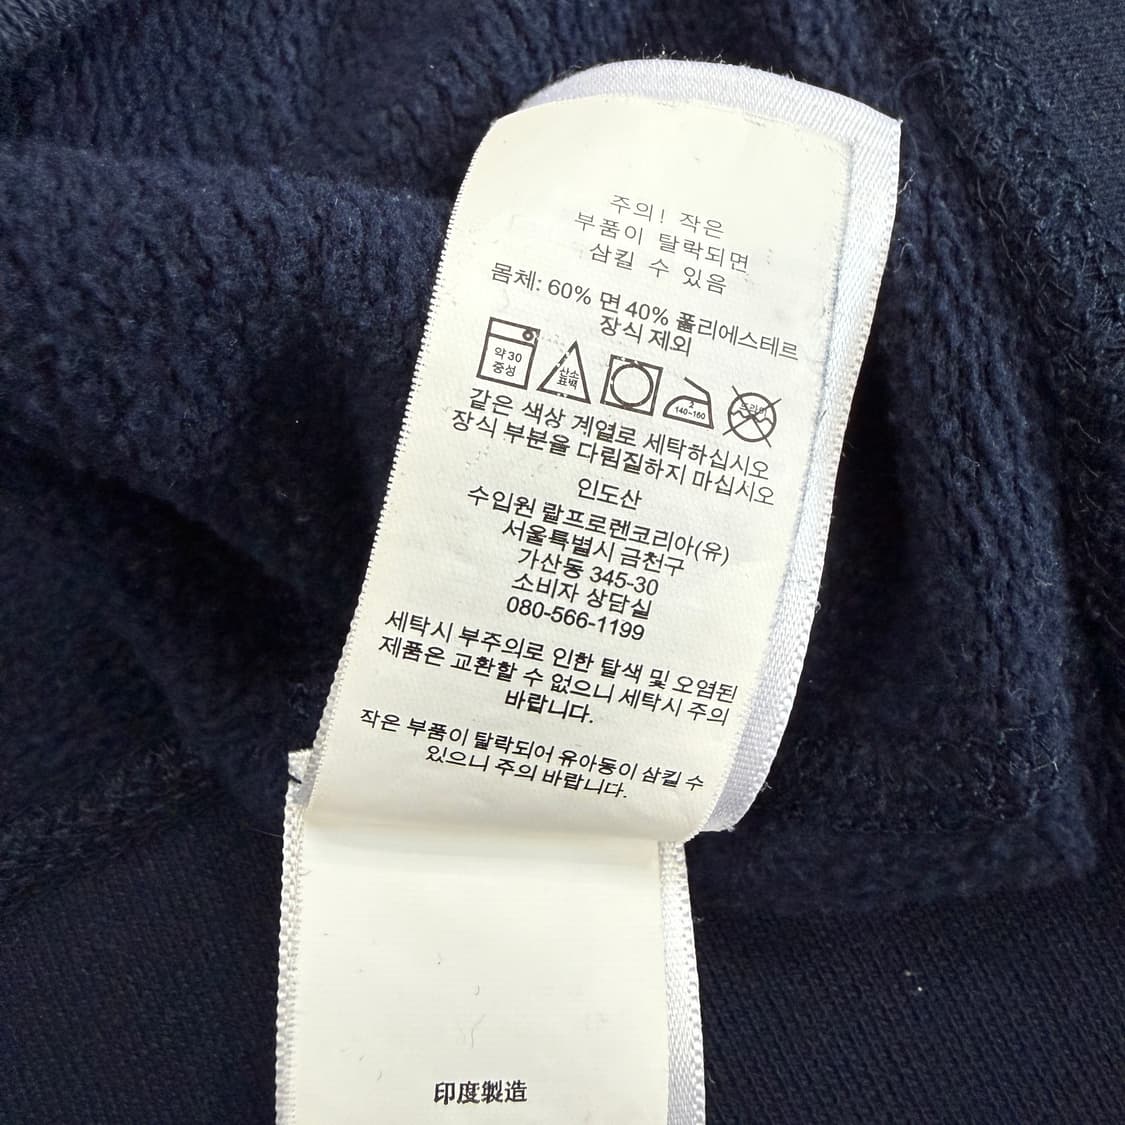 주의! 작은
부품이 탈락되면
삼킬 수 있음
몸체: 60% 면 40% 폴리에스테르
장식 제외
약 30
중성
산소
표백
2
140~160
드라이
같은 색상 계열로 세탁하십시오
장식 부분을 다림질하지 마십시오
인도산
수입원 랄프로렌코리아(유)
서울특별시 금천구
가산동 345-30
소비자 상담실
080-566-1199
세탁시 부주의로 인한 탈색 및 오염된
제품은 교환할 수 없으니 세탁시 주의
바랍니다.
작은 부품이 탈락되어 유아동이 삼킬 수
있으니 주의 바랍니다.
印度製造